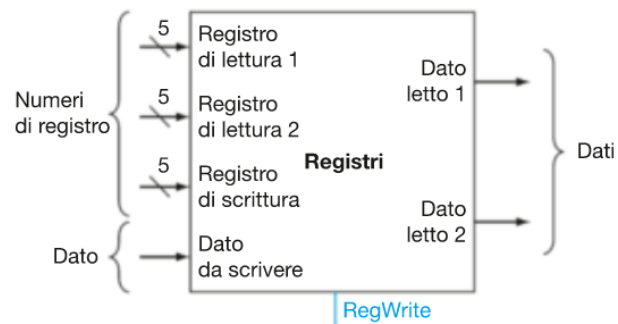 Numeri
di registro
Dato
5
Registro
di lettura 1
5
Registro
di lettura 2
5
Registro
di scrittura
Dato
da scrivere
Registri
Dato
letto 1
Dato
letto 2
Dati
RegWrite